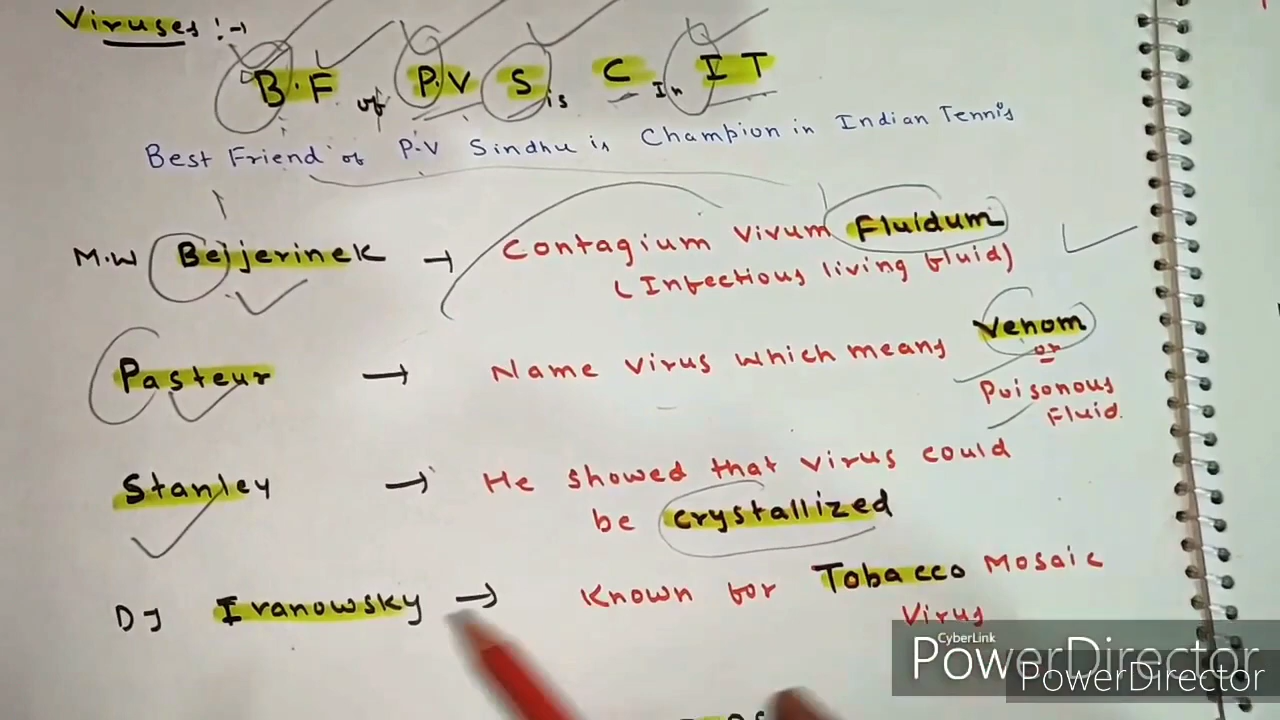 Viruses :→
B.F of P.V S is C In I T
Best Friend of P.V Sindhu is Champion in Indian Tennis
M.W Beijerinek → Contagium Vivum Fluidum
(Infectious living fluid)
Pasteur → Name Virus which means Venom
or
Poisonous
Fluid.
Stanley → He showed that virus could
be crystallized
DJ Ivanowsky → Known for Tobacco Mosaic
Virus
CyberLink
PowerDirector
PowerDirector